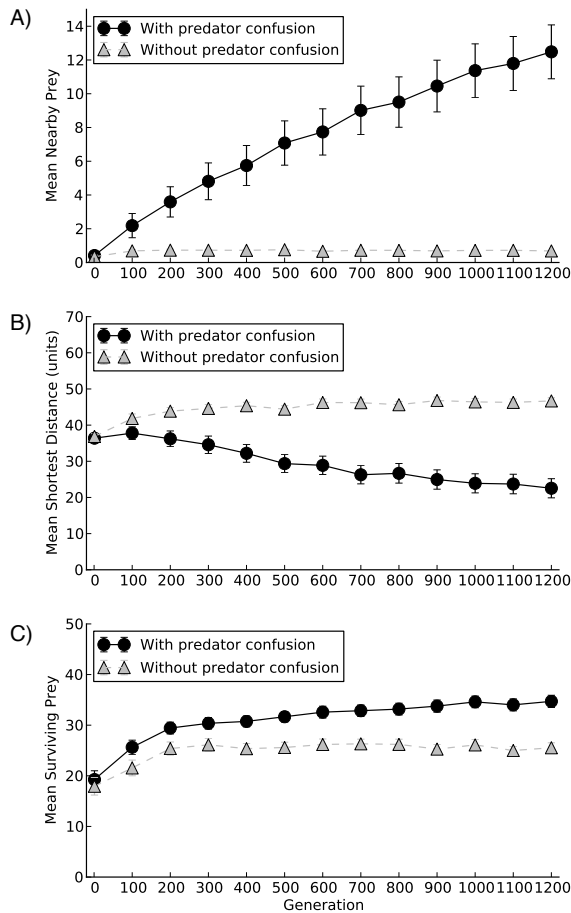 A)
With predator confusion
Without predator confusion
Mean Nearby Prey
14
12
10
8
6
4
2
0
0 100 200 300 400 500 600 700 800 900 1000 1100 1200
B)
With predator confusion
Without predator confusion
Mean Shortest Distance (units)
70
60
50
40
30
20
10
0
0 100 200 300 400 500 600 700 800 900 1000 1100 1200
C)
With predator confusion
Without predator confusion
Mean Surviving Prey
50
40
30
20
10
0
0 100 200 300 400 500 600 700 800 900 1000 1100 1200
Generation